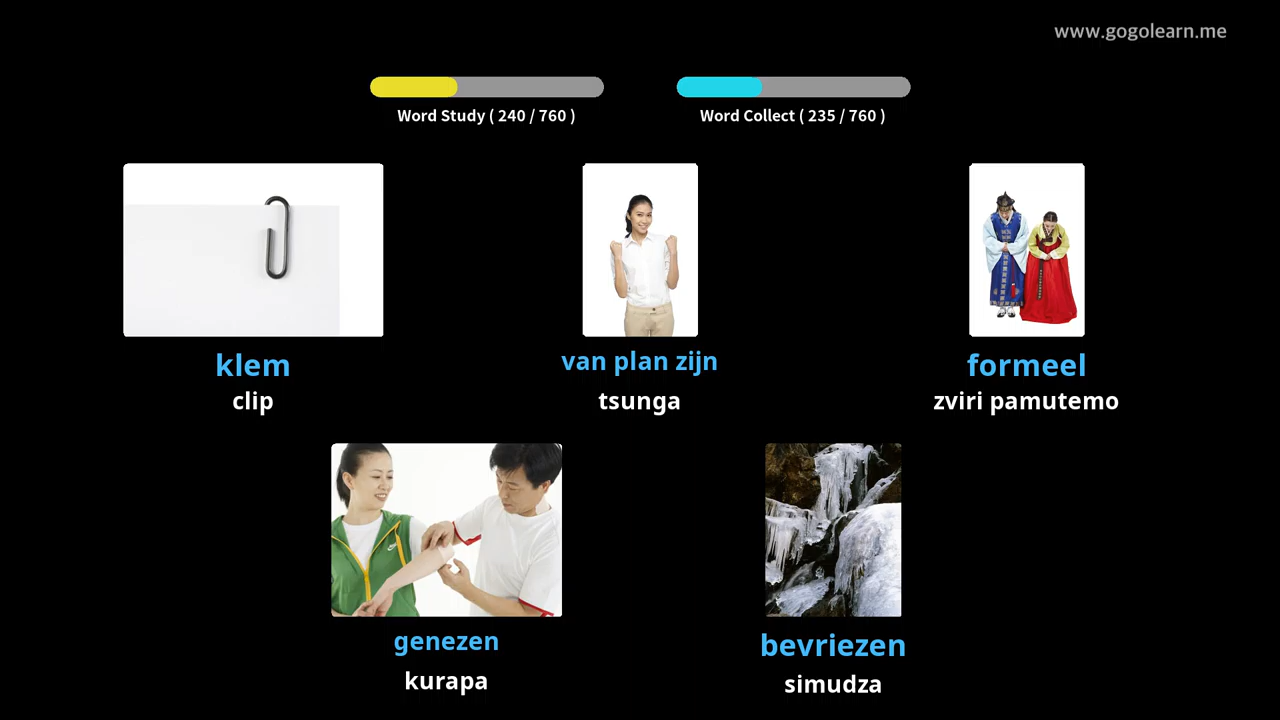 www.gogolearn.me
Word Study ( 240 / 760 )
Word Collect ( 235 / 760 )
klem
clip
van plan zijn
tsunga
formeel
zviri pamutemo
genezen
kurapa
bevriezen
simudza